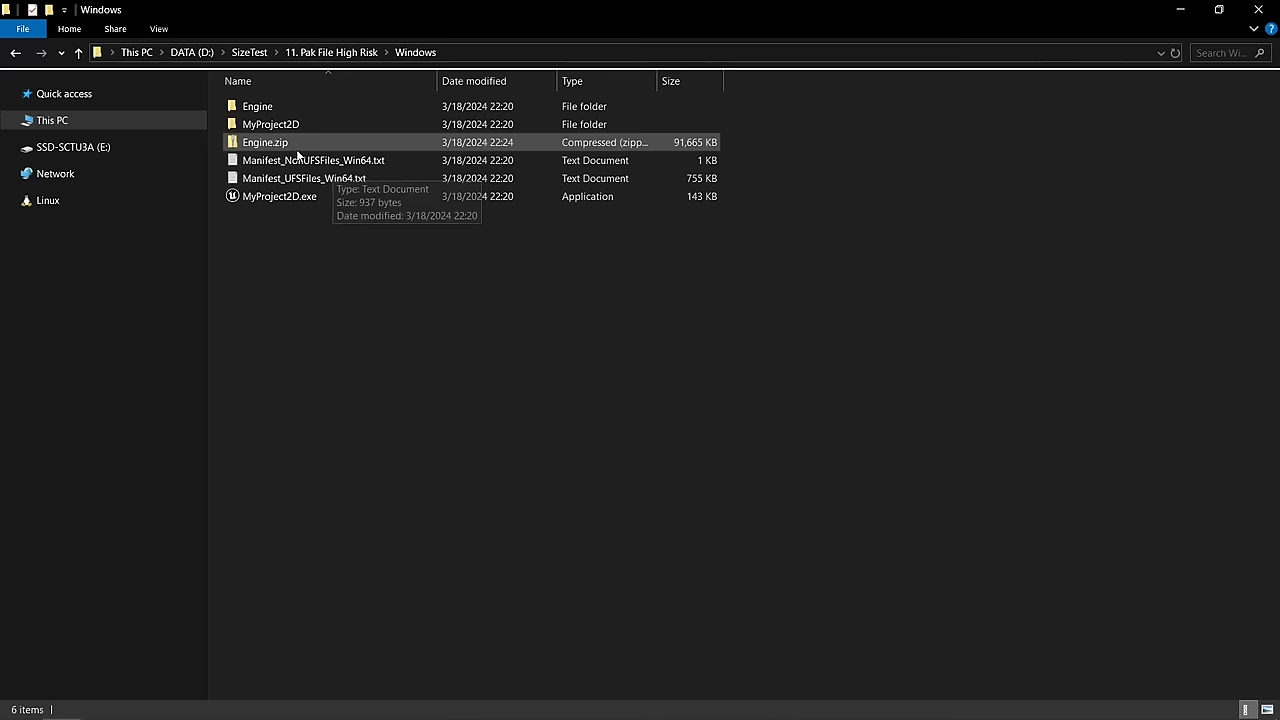 Windows
File Home Share View
This PC DATA (D:) SizeTest 11. Pak File High Risk Windows Search Wi...
Name Date modified Type Size
Quick access
This PC
SSD-SCTU3A (E:)
Network
Linux
Engine 3/18/2024 22:20 File folder
MyProject2D 3/18/2024 22:20 File folder
Engine.zip 3/18/2024 22:24 Compressed (zipp... 91,665 KB
Manifest_NonUFSFiles_Win64.txt 3/18/2024 22:20 Text Document 1 KB
Manifest_UFSFiles_Win64.txt 3/18/2024 22:20 Text Document 755 KB
MyProject2D.exe 3/18/2024 22:20 Application 143 KB
Type: Text Document
Size: 937 bytes
Date modified: 3/18/2024 22:20
6 items